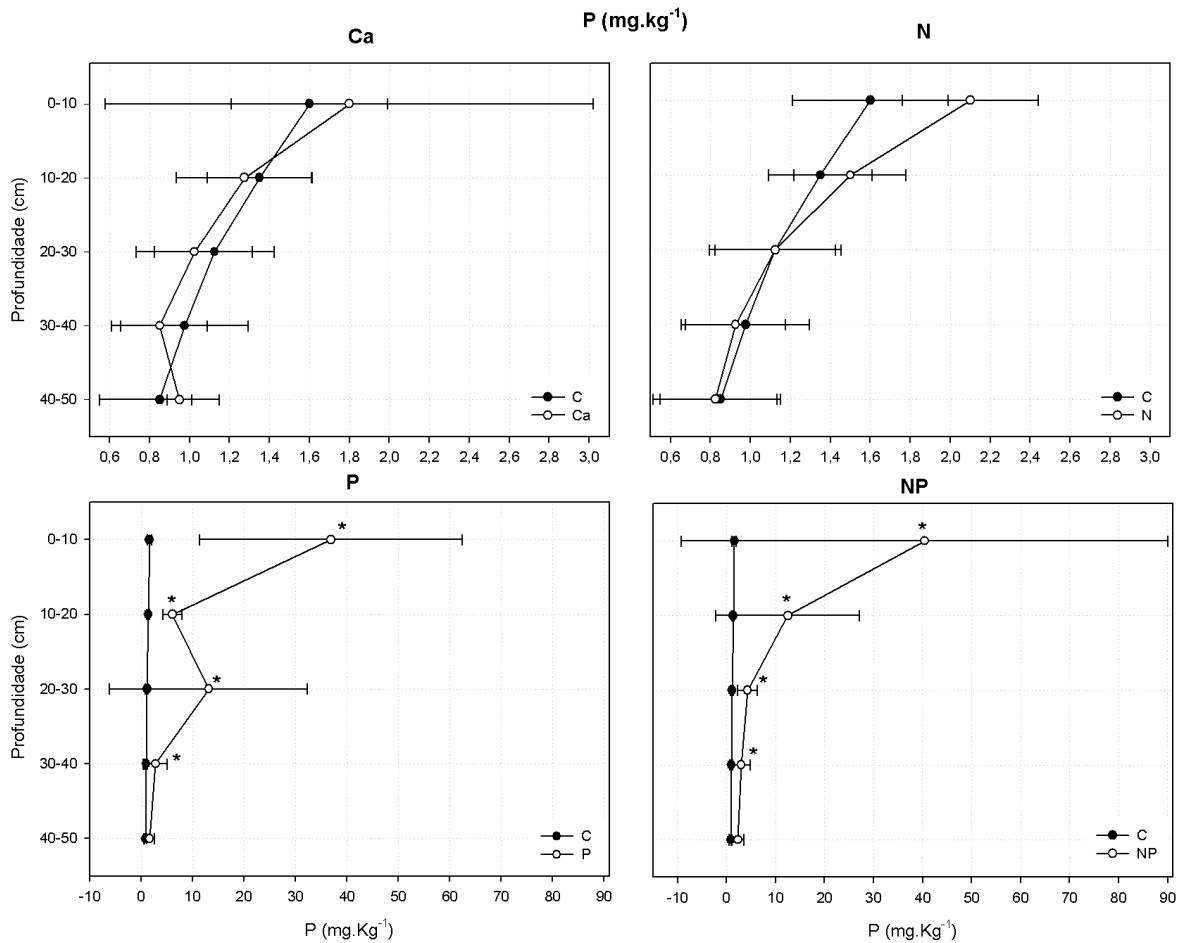 P (mg.kg⁻¹)
Ca
N
Profundidade (cm)
0-10
10-20
20-30
30-40
40-50
C
Ca
C
N
0,6 0,8 1,0 1,2 1,4 1,6 1,8 2,0 2,2 2,4 2,6 2,8 3,0
0,6 0,8 1,0 1,2 1,4 1,6 1,8 2,0 2,2 2,4 2,6 2,8 3,0
P
NP
Profundidade (cm)
0-10
*
*
10-20
*
*
20-30
*
*
30-40
*
*
40-50
C
P
C
NP
-10 0 10 20 30 40 50 60 70 80 90
-10 0 10 20 30 40 50 60 70 80 90
P (mg.Kg⁻¹)
P (mg.Kg⁻¹)